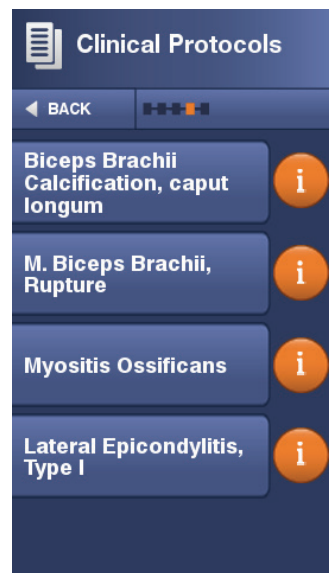 Clinical Protocols
BACK
Biceps Brachii
Calcification, caput
longum
i
M. Biceps Brachii,
Rupture
i
Myositis Ossificans
i
Lateral Epicondylitis,
Type I
i